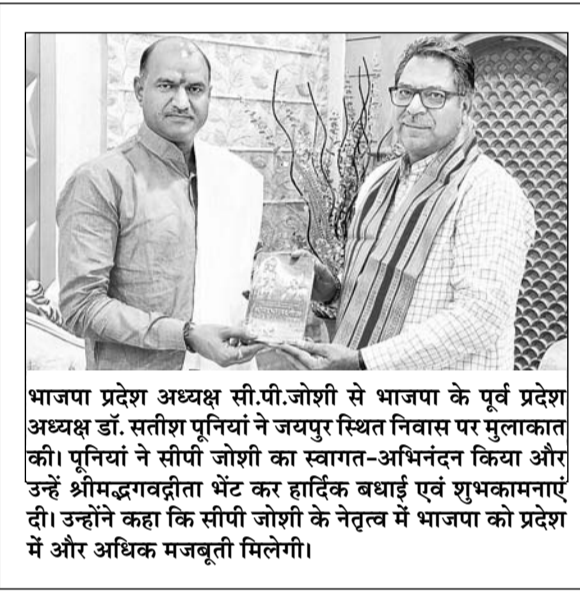 भाजपा प्रदेश अध्यक्ष सी.पी.जोशी से भाजपा के पूर्व प्रदेश
अध्यक्ष डॉ. सतीश पूनियां ने जयपुर स्थित निवास पर मुलाकात
की। पूनियां ने सीपी जोशी का स्वागत-अभिनंदन किया और
उन्हें श्रीमद्भगवद्गीता भेंट कर हार्दिक बधाई एवं शुभकामनाएं
दी। उन्होंने कहा कि सीपी जोशी के नेतृत्व में भाजपा को प्रदेश
में और अधिक मजबूती मिलेगी।